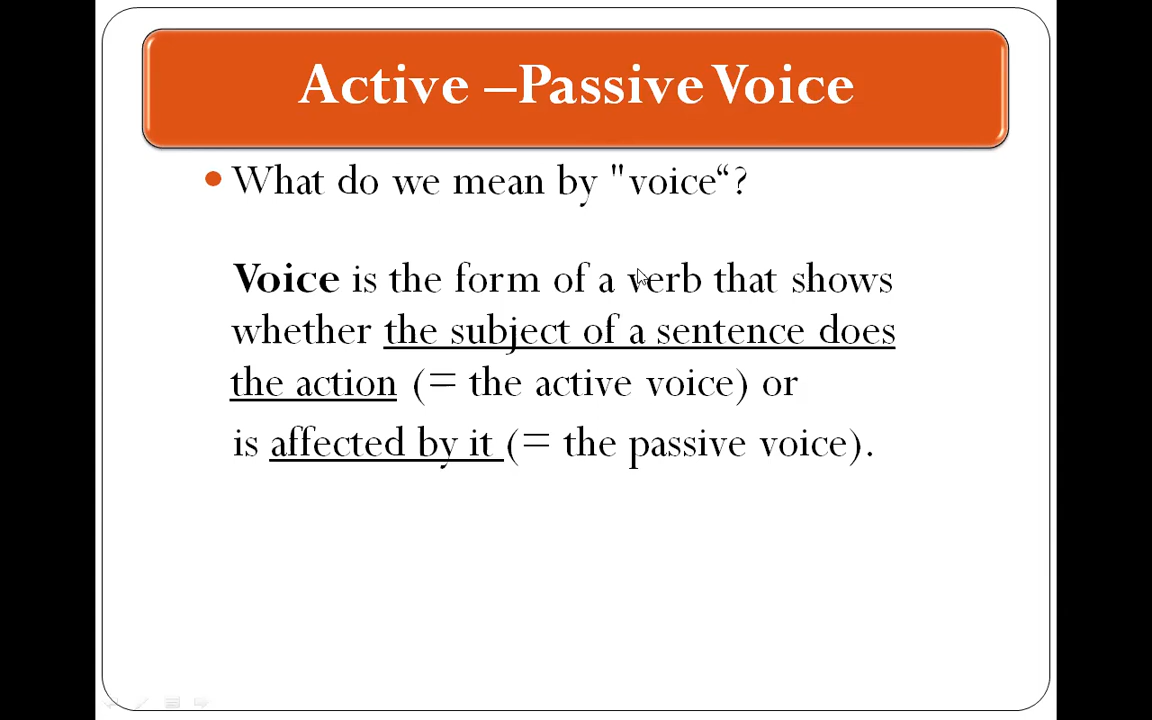 Active –Passive Voice
What do we mean by "voice“?
Voice is the form of a verb that shows
whether the subject of a sentence does
the action (= the active voice) or
is affected by it (= the passive voice).